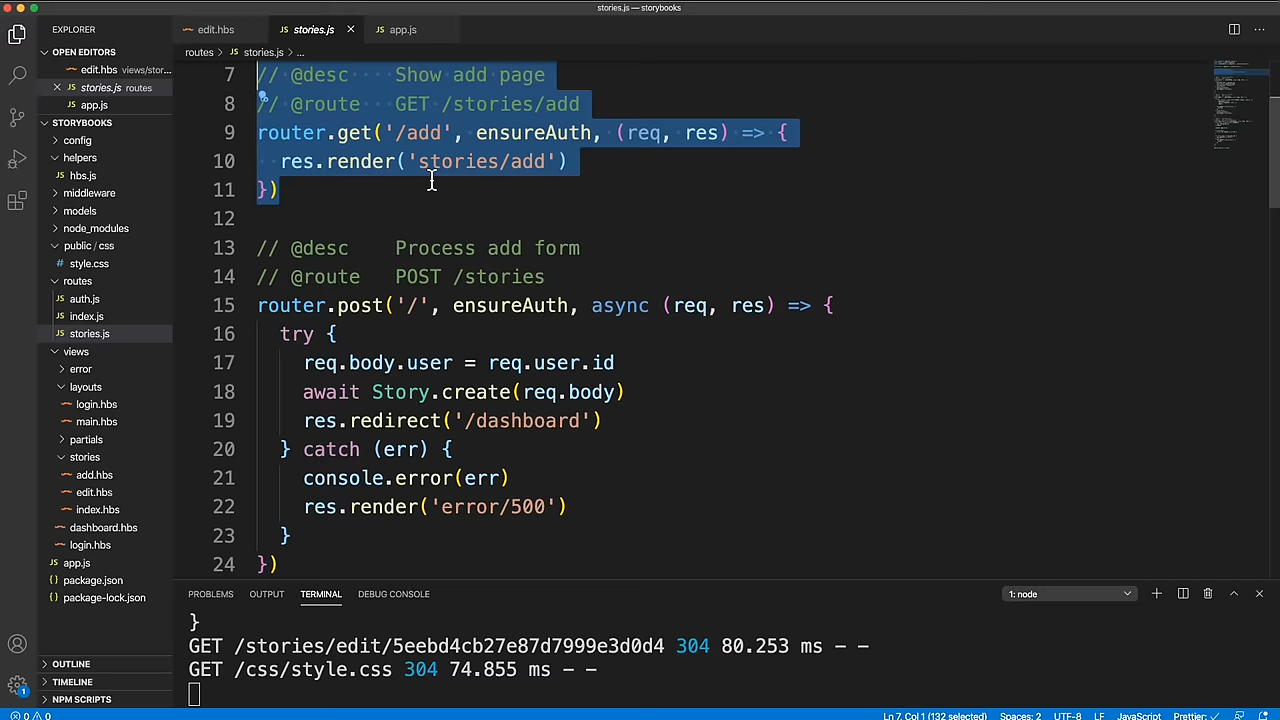 stories.js — storybooks
EXPLORER
edit.hbs
stories.js
app.js
routes > stories.js > ...
OPEN EDITORS
edit.hbs views/stor...
stories.js routes
app.js
STORYBOOKS
config
helpers
hbs.js
middleware
models
node_modules
public / css
style.css
routes
auth.js
index.js
stories.js
views
error
layouts
login.hbs
main.hbs
partials
stories
add.hbs
edit.hbs
index.hbs
dashboard.hbs
login.hbs
app.js
package.json
package-lock.json
OUTLINE
TIMELINE
NPM SCRIPTS
7 // @desc Show add page
8 // @route GET /stories/add
9 router.get('/add', ensureAuth, (req, res) => {
10 res.render('stories/add')
11 })
12
13 // @desc Process add form
14 // @route POST /stories
15 router.post('/', ensureAuth, async (req, res) => {
16 try {
17 req.body.user = req.user.id
18 await Story.create(req.body)
19 res.redirect('/dashboard')
20 } catch (err) {
21 console.error(err)
22 res.render('error/500')
23 }
24 })
PROBLEMS OUTPUT TERMINAL DEBUG CONSOLE
1: node
}
GET /stories/edit/5eebd4cb27e87d7999e3d0d4 304 80.253 ms - -
GET /css/style.css 304 74.855 ms - -
1
0 0
Ln 7, Col 1 (132 selected) Spaces: 2 UTF-8 LF JavaScript Prettier: ✓